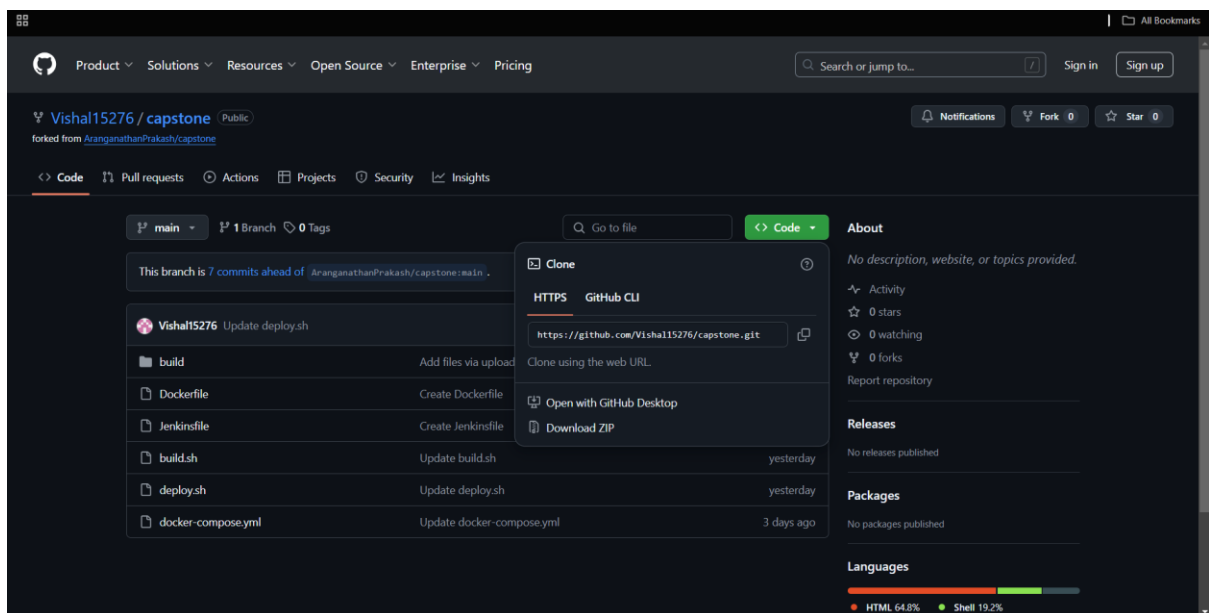 All Bookmarks
Product Solutions Resources Open Source Enterprise Pricing Search or jump to... / Sign in Sign up
Vishal15276 / capstone Public Notifications Fork 0 Star 0
forked from AranganathanPrakash/capstone
<> Code Pull requests Actions Projects Security Insights
main 1 Branch 0 Tags Go to file <> Code
This branch is 7 commits ahead of AranganathanPrakash/capstone:main .
Vishal15276 Update deploy.sh
build Add files via upload
Dockerfile Create Dockerfile
Jenkinsfile Create Jenkinsfile
build.sh Update build.sh yesterday
deploy.sh Update deploy.sh yesterday
docker-compose.yml Update docker-compose.yml 3 days ago
Clone
HTTPS GitHub CLI
https://github.com/Vishal15276/capstone.git
Clone using the web URL.
Open with GitHub Desktop
Download ZIP
About
No description, website, or topics provided.
Activity
0 stars
0 watching
0 forks
Report repository
Releases
No releases published
Packages
No packages published
Languages
HTML 64.8% Shell 19.2%